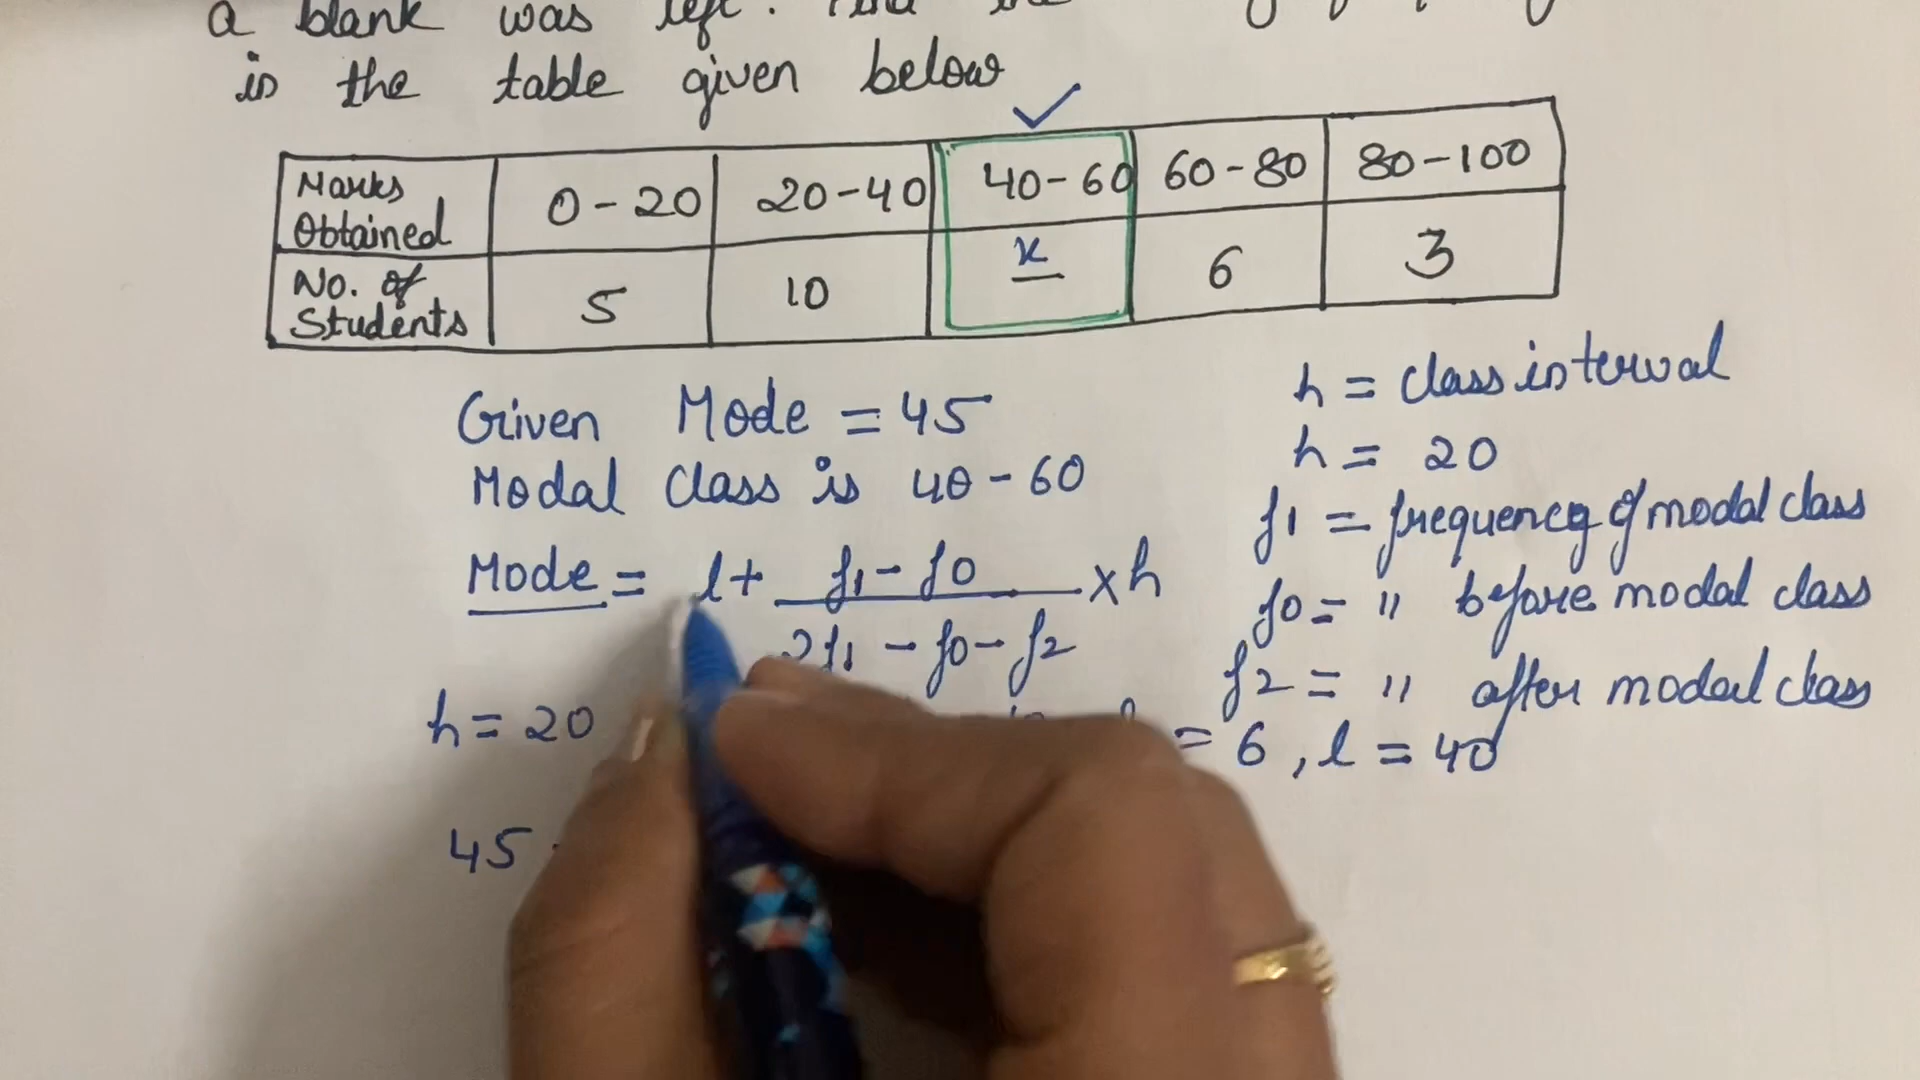 a blank was left.
is the table given below
Marks Obtained 0-20 20-40 40-60 60-80 80-100
No. of Students 5 10 x 6 3
Given Mode = 45
Modal class is 40-60
Mode = l + f1 - f0 × h
2f1 - f0 - f2
h = class interval
h = 20
f1 = frequency of modal class
f0 = " before modal class
f2 = " after modal class
h = 20 = 6, l = 40
45